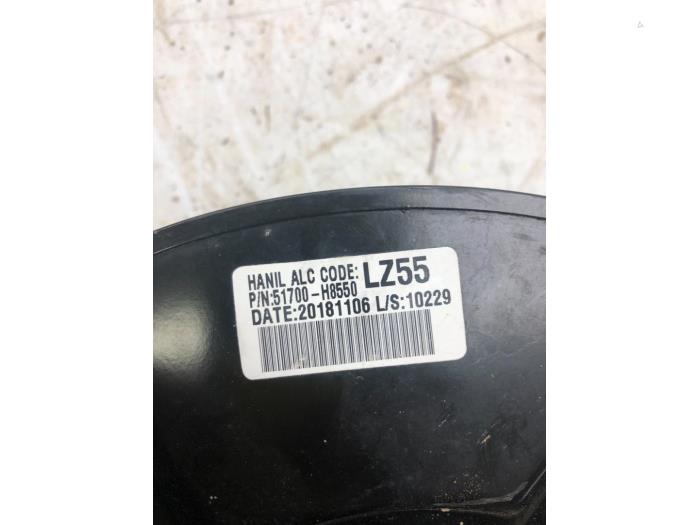 HANIL ALC CODE: LZ55
P/N:51700-H8550
DATE:20181106 L/S:10229